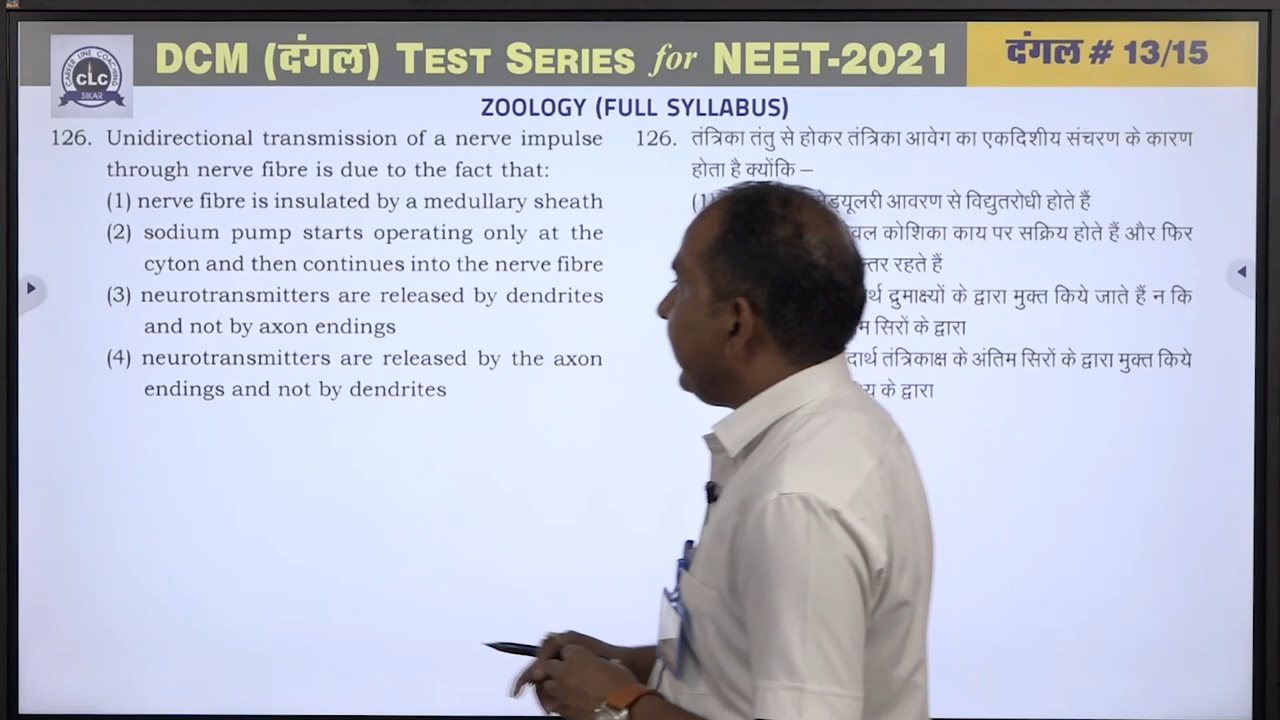 DCM (दंगल) TEST SERIES for NEET-2021
दंगल # 13/15
CAREER LINE COACHING
CLC
SIKAR
ZOOLOGY (FULL SYLLABUS)
126. Unidirectional transmission of a nerve impulse
through nerve fibre is due to the fact that:
(1) nerve fibre is insulated by a medullary sheath
(2) sodium pump starts operating only at the
cyton and then continues into the nerve fibre
(3) neurotransmitters are released by dendrites
and not by axon endings
(4) neurotransmitters are released by the axon
endings and not by dendrites
126. तंत्रिका तंतु से होकर तंत्रिका आवेग का एकदिशीय संचरण के कारण
होता है क्योंकि –
(1) आवरण से विद्युतरोधी होते हैं
कोशिका काय पर सक्रिय होते हैं और फिर
रहते हैं
दुमाक्ष्यों के द्वारा मुक्त किये जाते हैं न कि
सिरों के द्वारा
तंत्रिकाक्ष के अंतिम सिरों के द्वारा मुक्त किये
के द्वारा